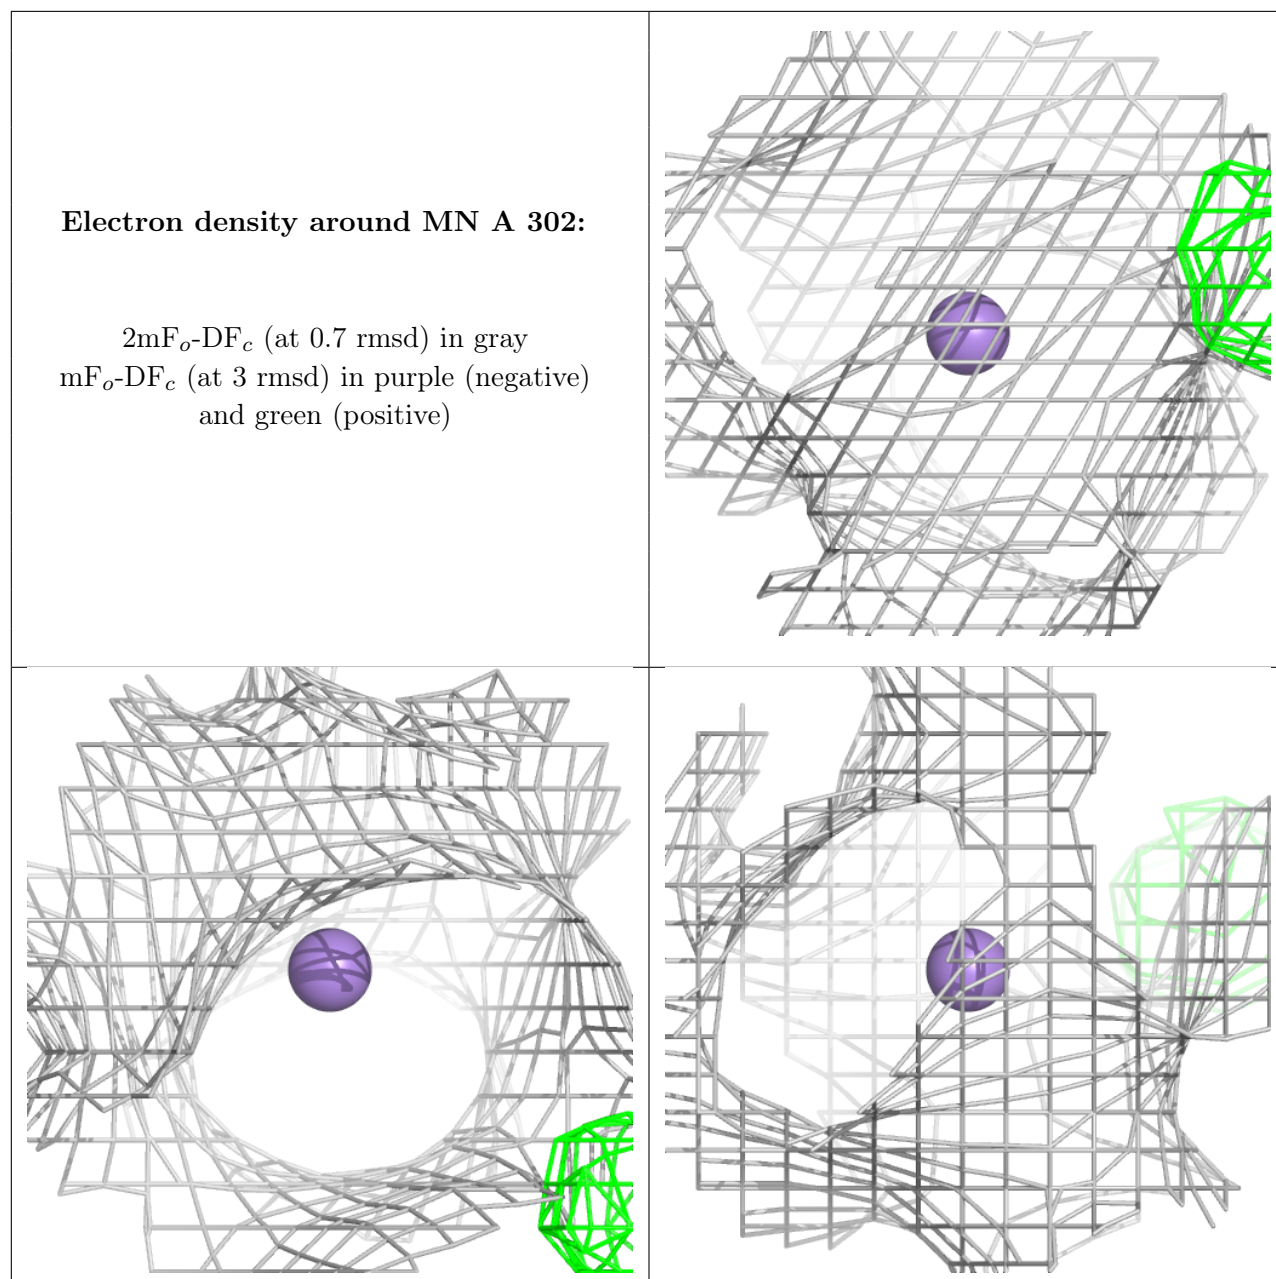 Electron density around MN A 302:
2mFo-DFc (at 0.7 rmsd) in gray
mFo-DFc (at 3 rmsd) in purple (negative)
and green (positive)